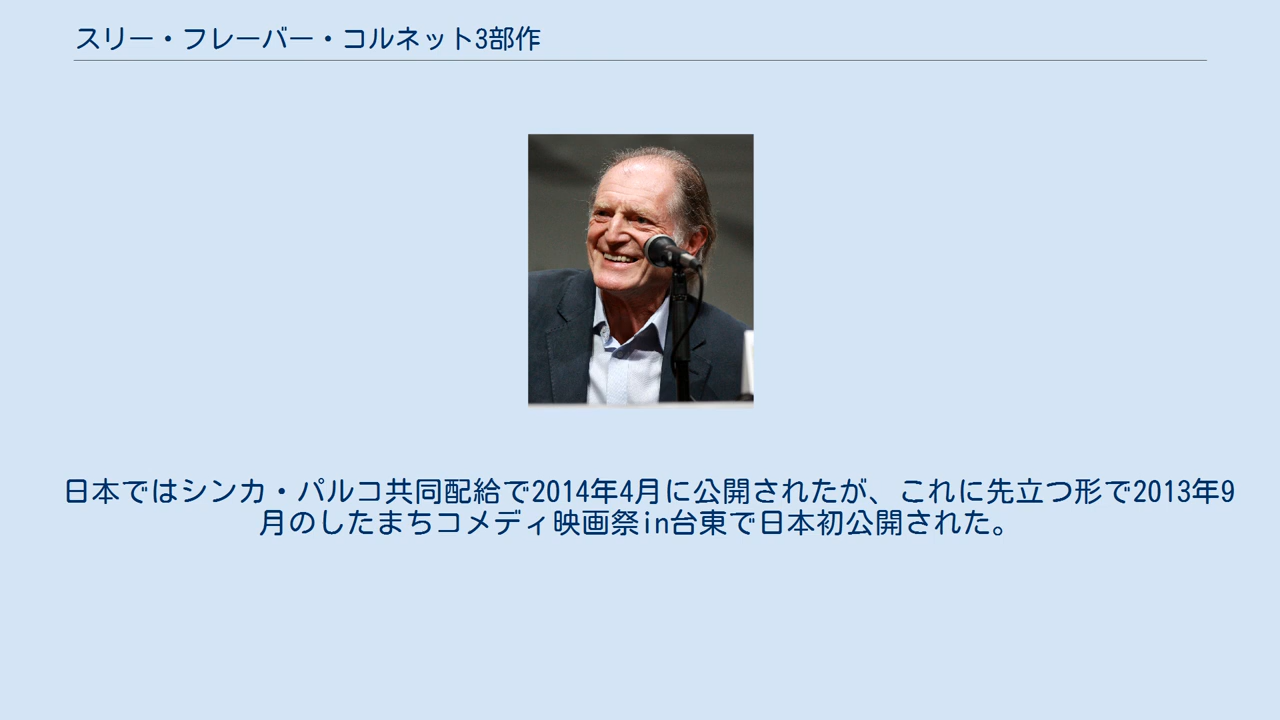 スリー・フレーバー・コルネット3部作
日本ではシンカ・パルコ共同配給で2014年4月に公開されたが、これに先立つ形で2013年9
月のしたまちコメディ映画祭in台東で日本初公開された。